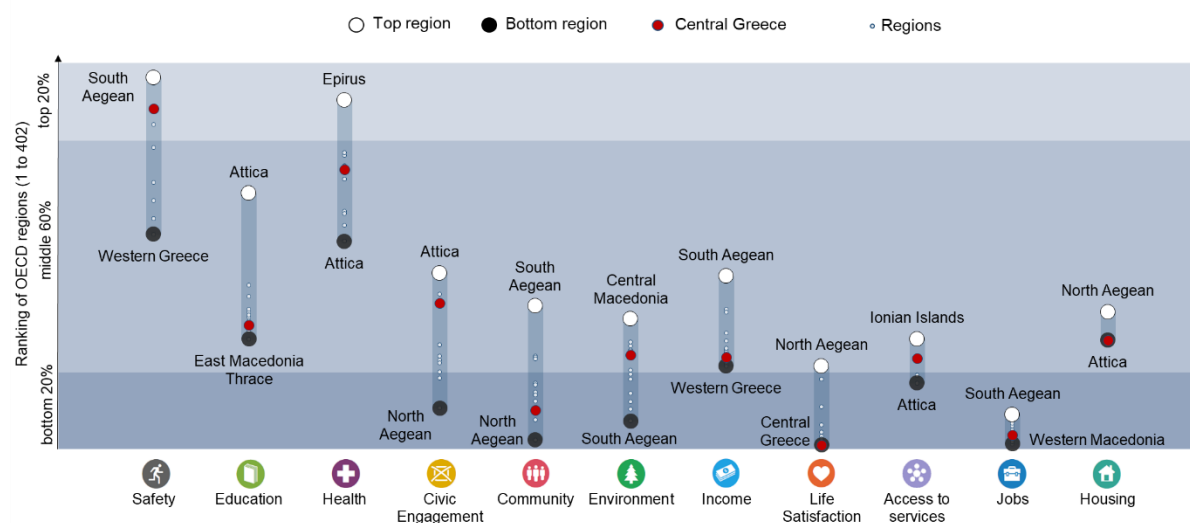 Top region
Bottom region
Central Greece
Regions
Ranking of OECD regions (1 to 402)
top 20%
middle 60%
bottom 20%
South
Aegean
Western Greece
Attica
East Macedonia
Thrace
Epirus
Attica
Attica
North
Aegean
South
Aegean
North
Aegean
Central
Macedonia
South Aegean
South Aegean
Western Greece
North Aegean
Central
Greece
Ionian Islands
Attica
South Aegean
Western Macedonia
North Aegean
Attica
Safety
Education
Health
Civic
Engagement
Community
Environment
Income
Life
Satisfaction
Access to
services
Jobs
Housing